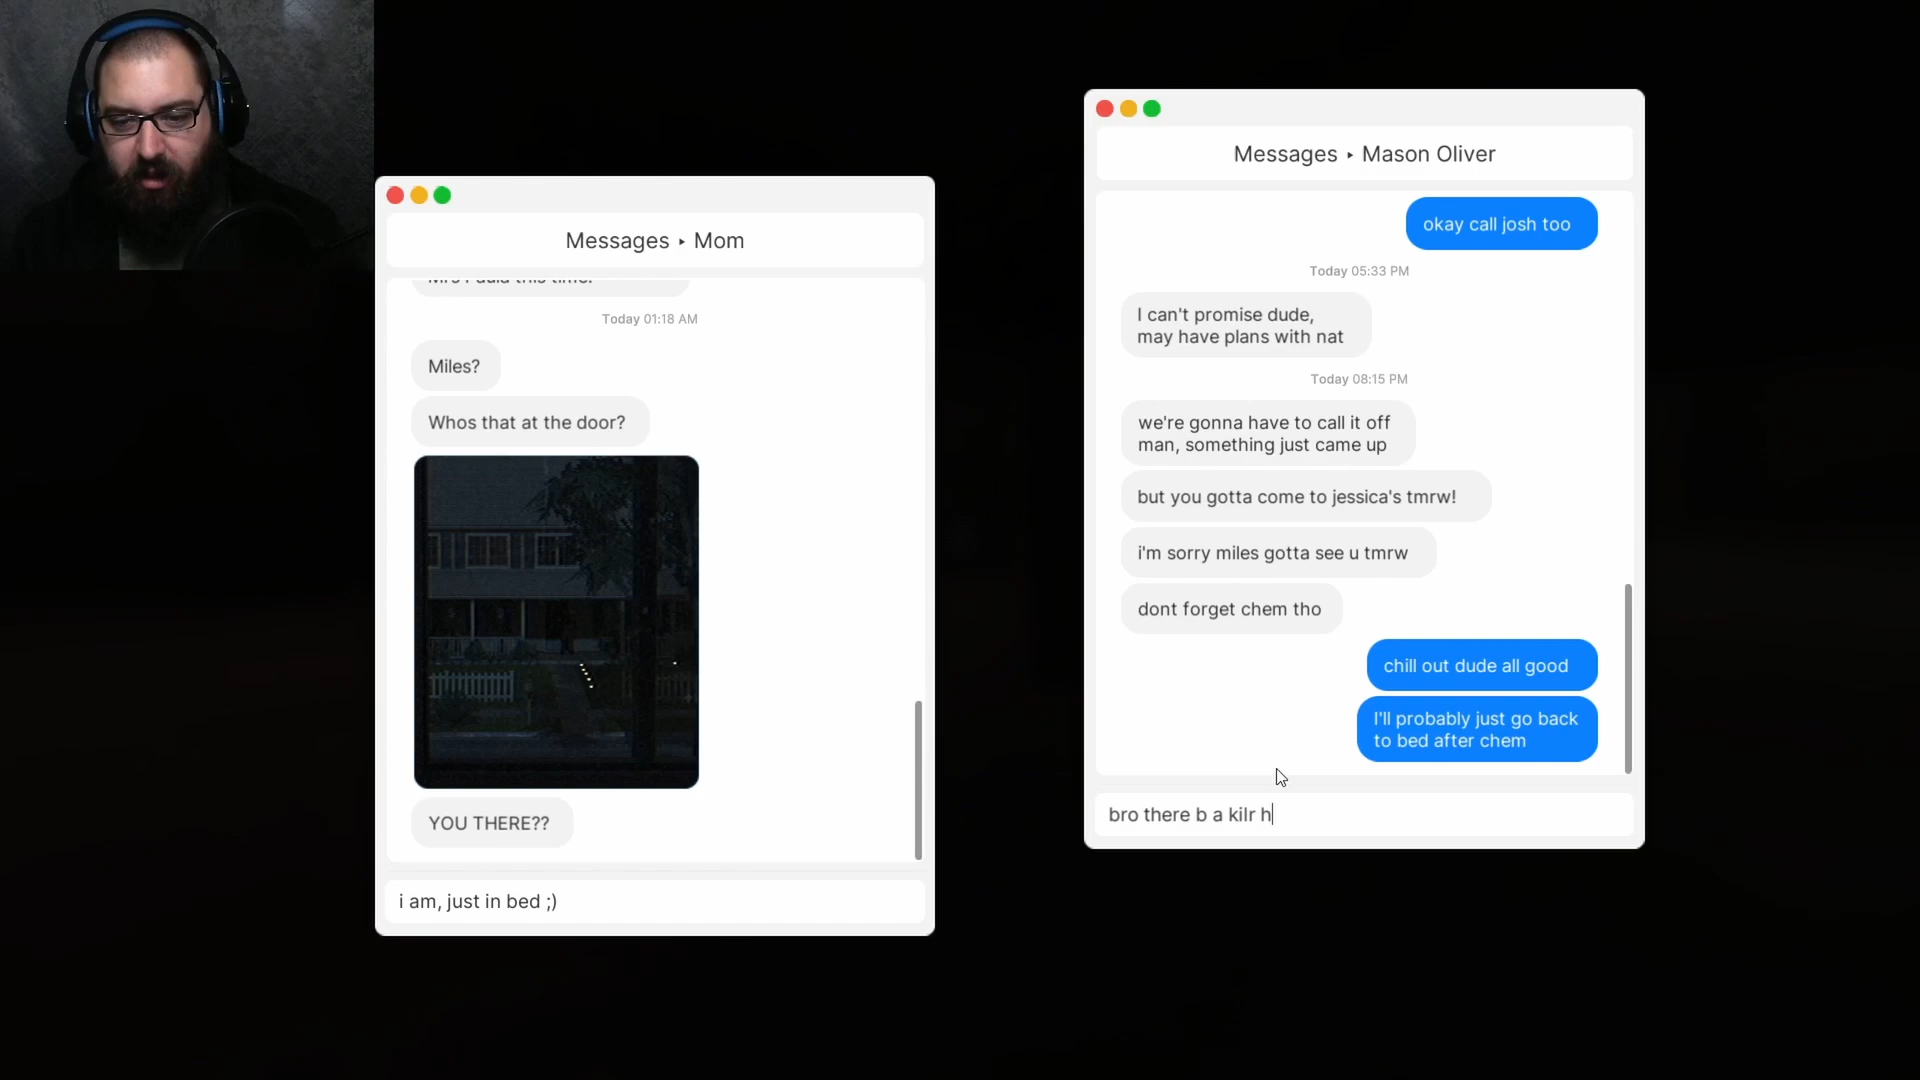 Messages ▸ Mom
Today 01:18 AM
Miles?
Whos that at the door?
YOU THERE??
i am, just in bed ;)
Messages ▸ Mason Oliver
okay call josh too
Today 05:33 PM
I can't promise dude,
may have plans with nat
Today 08:15 PM
we're gonna have to call it off
man, something just came up
but you gotta come to jessica's tmrw!
i'm sorry miles gotta see u tmrw
dont forget chem tho
chill out dude all good
I'll probably just go back
to bed after chem
bro there b a kilr h